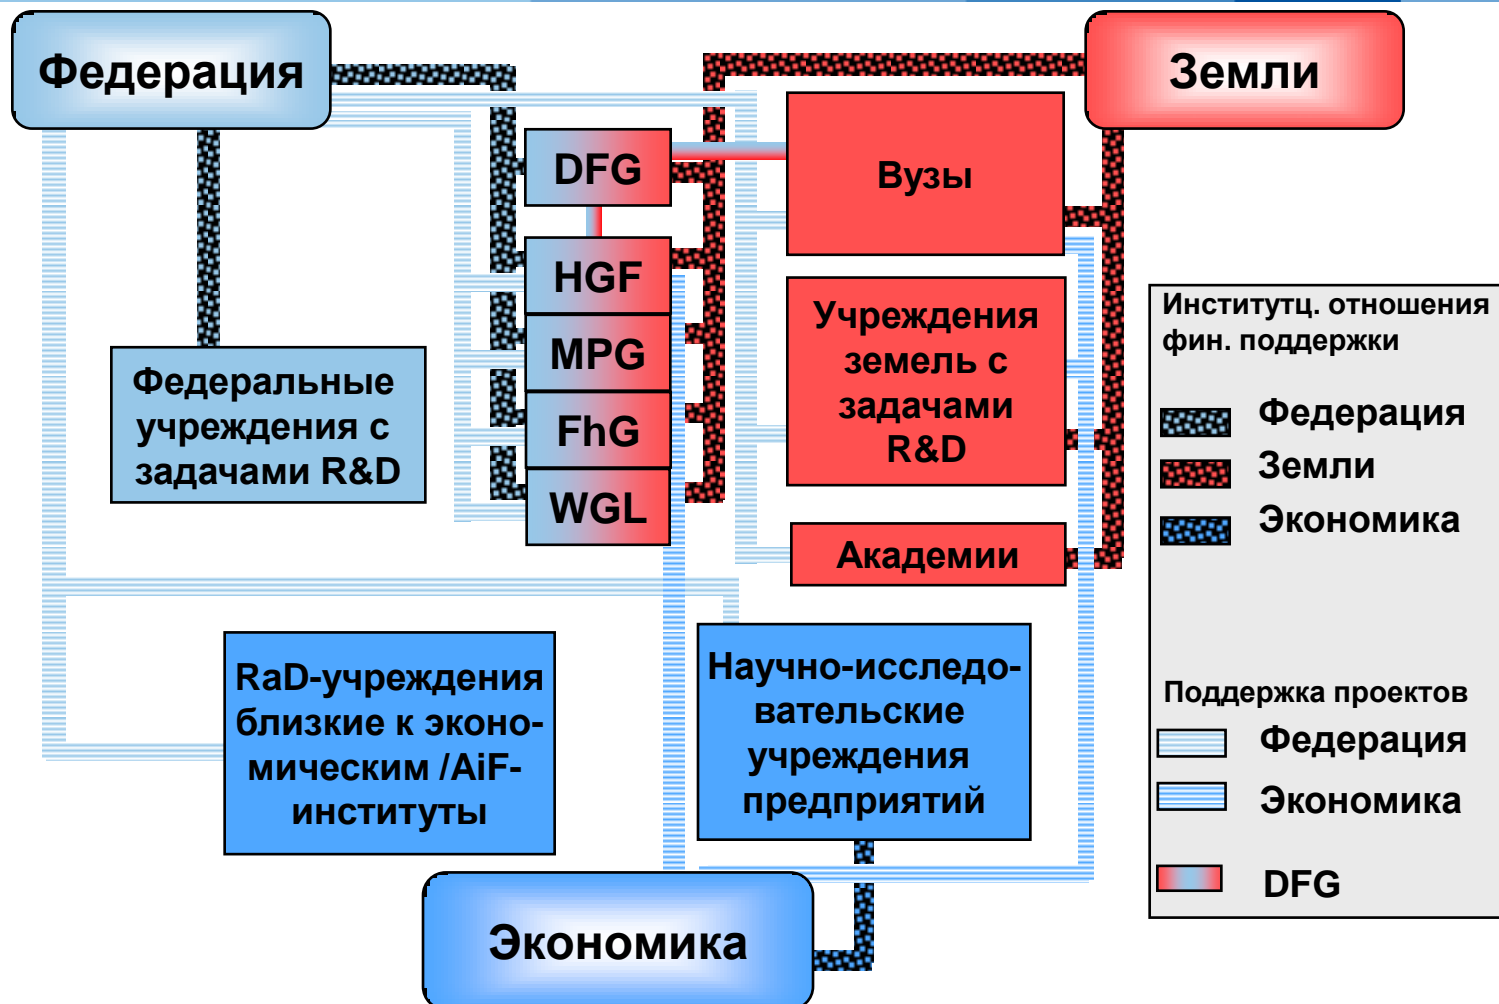 Федерация
Земли
DFG
Вузы
HGF
MPG
FhG
WGL
Учреждения
земель с
задачами
R&D
Федеральные
учреждения с
задачами R&D
Академии
RaD-учреждения
близкие к эконо-
мическим /AiF-
институты
Научно-исследо-
вательские
учреждения
предприятий
Экономика
Институтц. отношения
фин. поддержки
Федерация
Земли
Экономика
Поддержка проектов
Федерация
Экономика
DFG